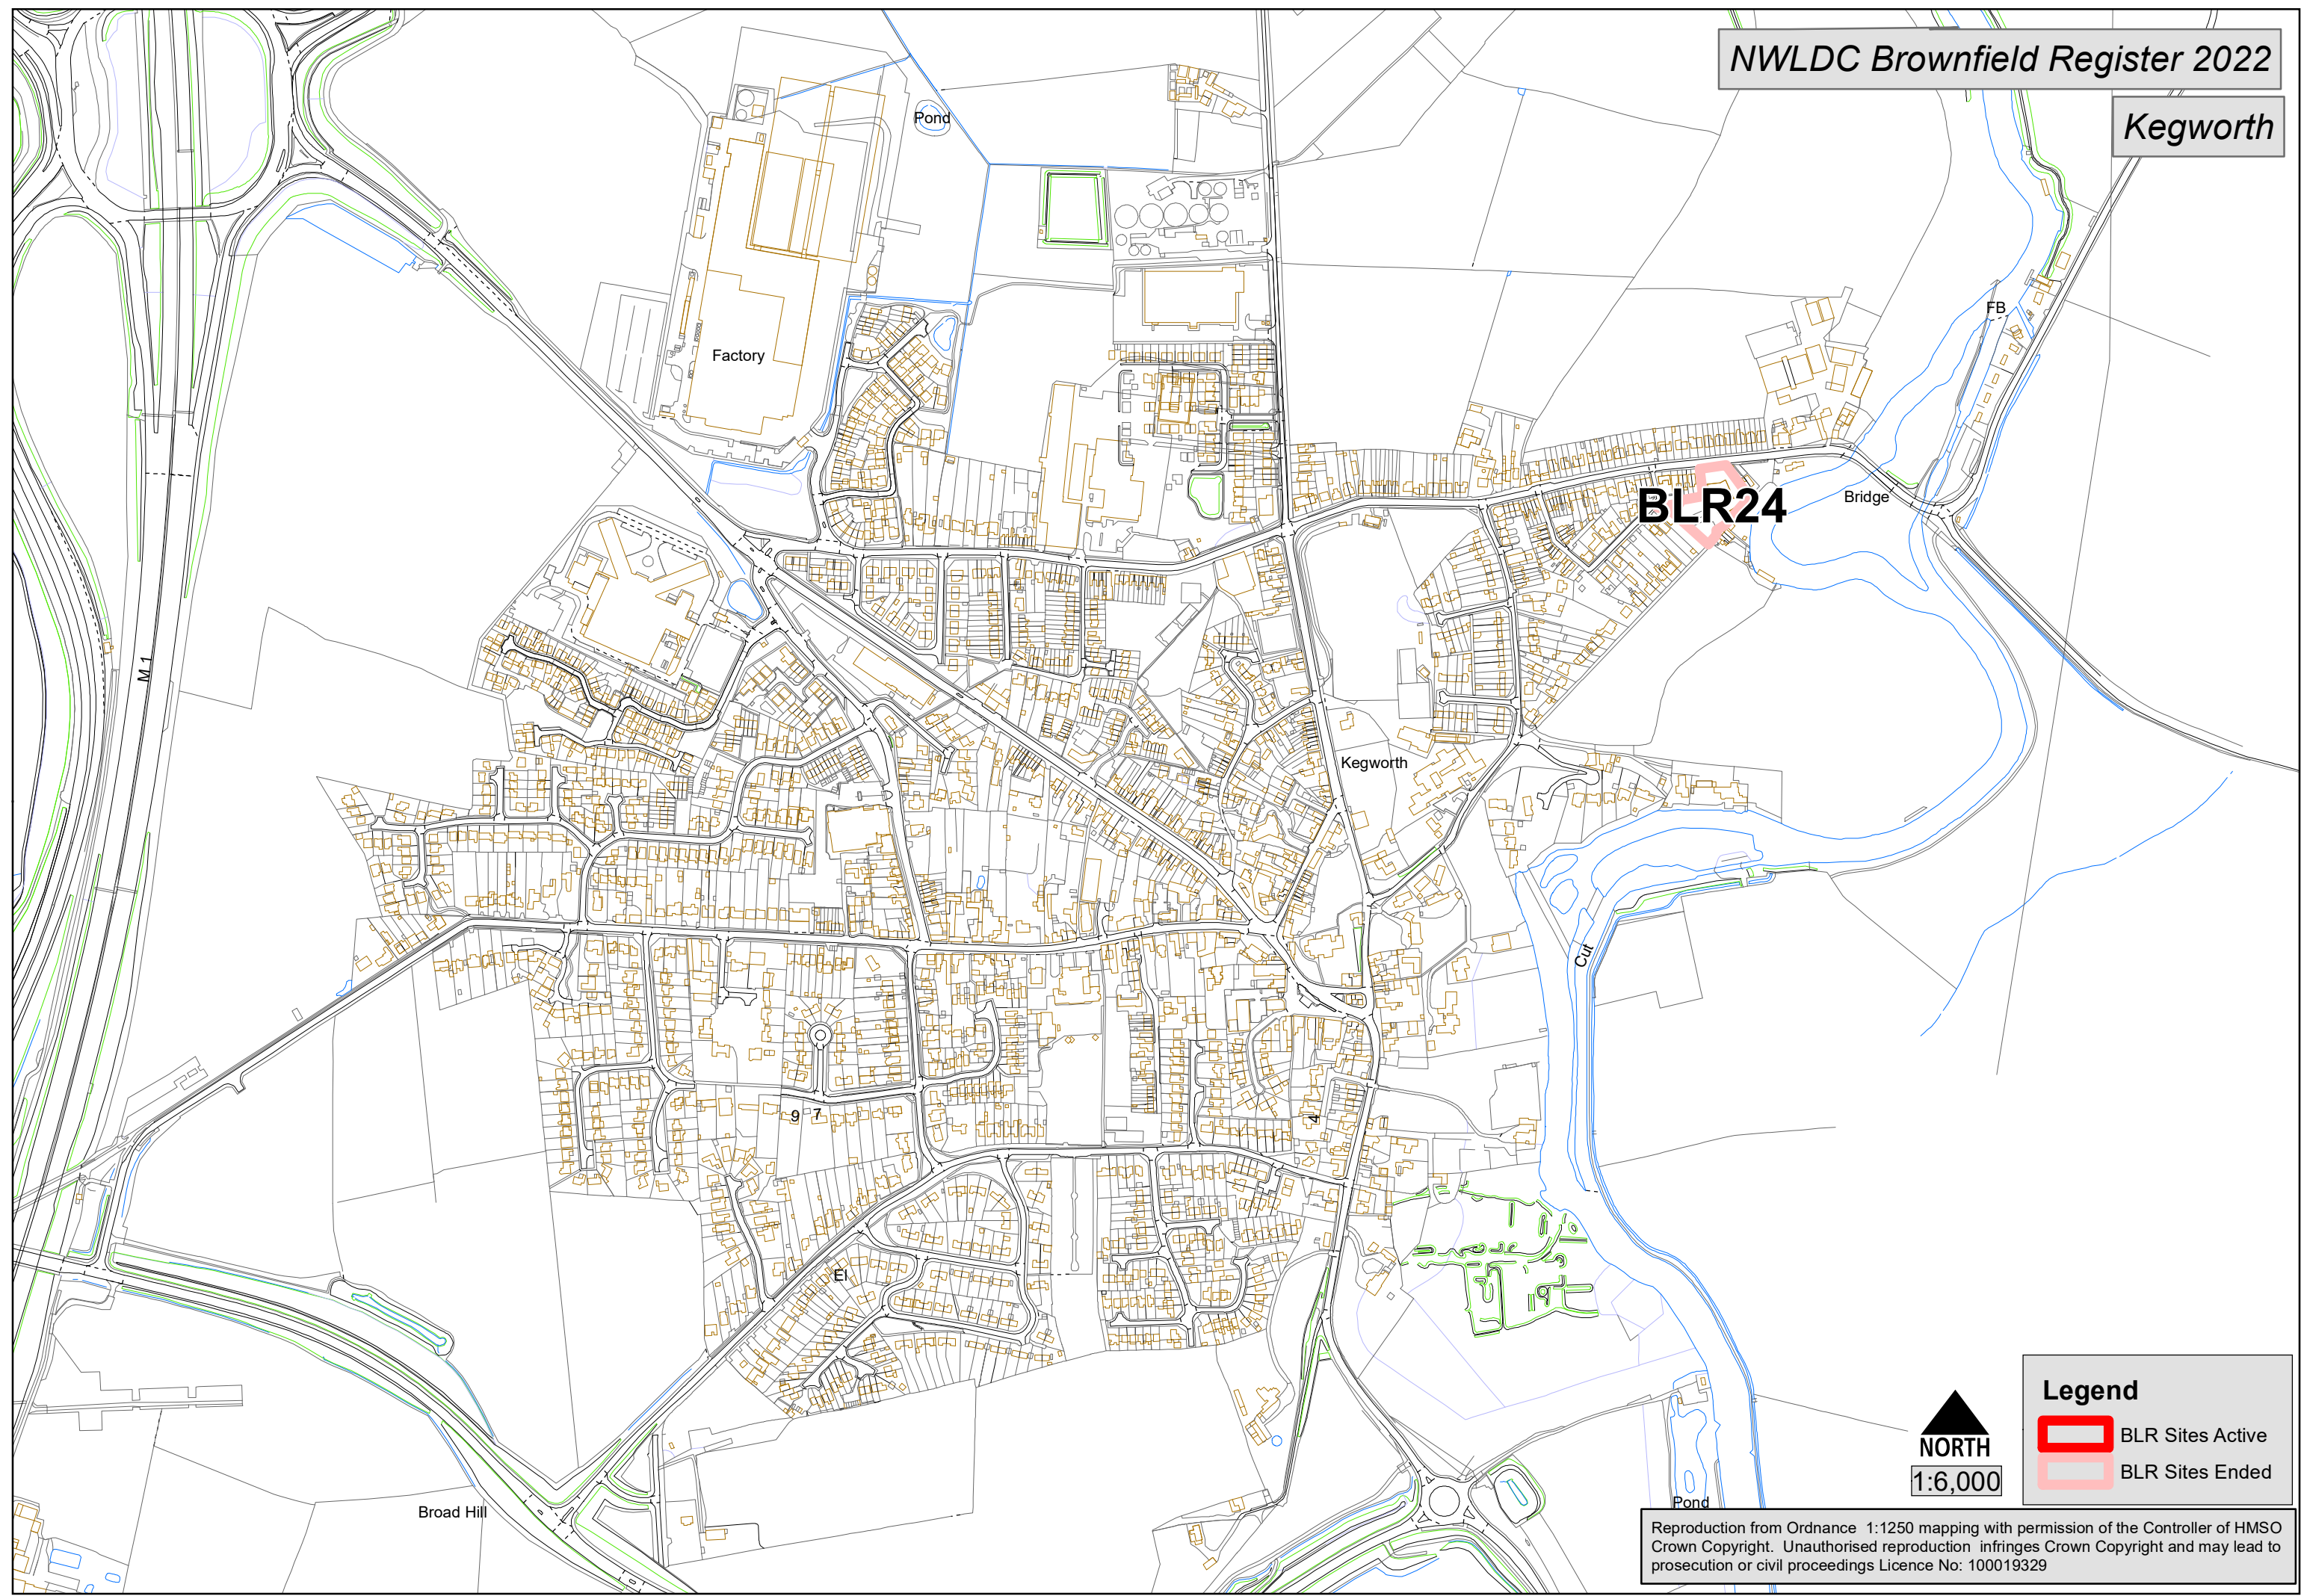 NWLDC Brownfield Register 2022
Kegworth
Pond
FB
Factory
BLR24
Bridge
M 1
Kegworth
Cut
9 7
4
El
Broad Hill
Pond
NORTH
1:6,000
Legend
BLR Sites Active
BLR Sites Ended
Reproduction from Ordnance 1:1250 mapping with permission of the Controller of HMSO
Crown Copyright. Unauthorised reproduction infringes Crown Copyright and may lead to
prosecution or civil proceedings Licence No: 100019329